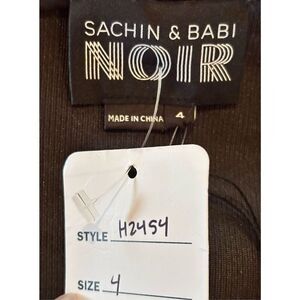 SACHIN & BABI
NOIR
MADE IN CHINA 4
STYLE H2454
SIZE 4